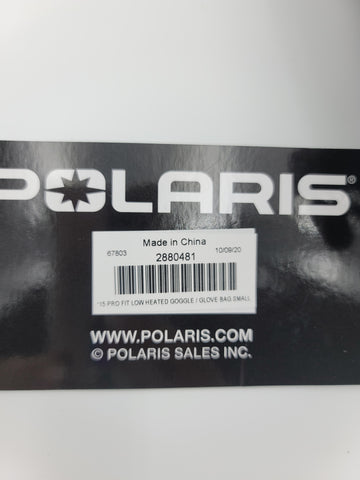 POLARIS®
Made in China
67803 2880481 10/09/20
'15 PRO FIT LOW HEATED GOGGLE / GLOVE BAG, SMALL
WWW.POLARIS.COM
© POLARIS SALES INC.